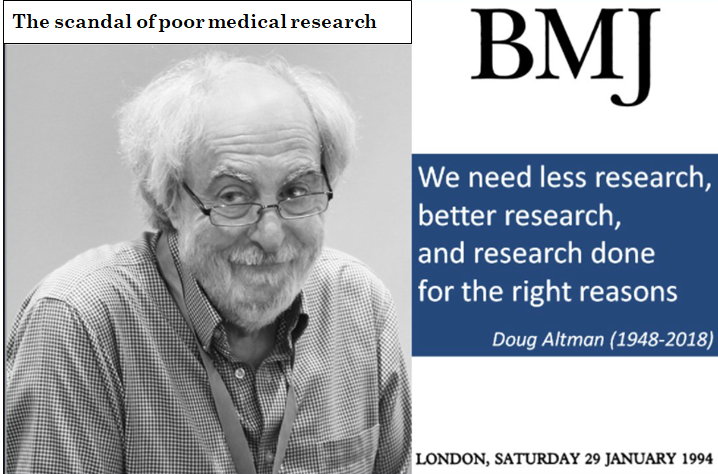 The scandal of poor medical research
BMJ
We need less research,
better research,
and research done
for the right reasons
Doug Altman (1948-2018)
LONDON, SATURDAY 29 JANUARY 1994